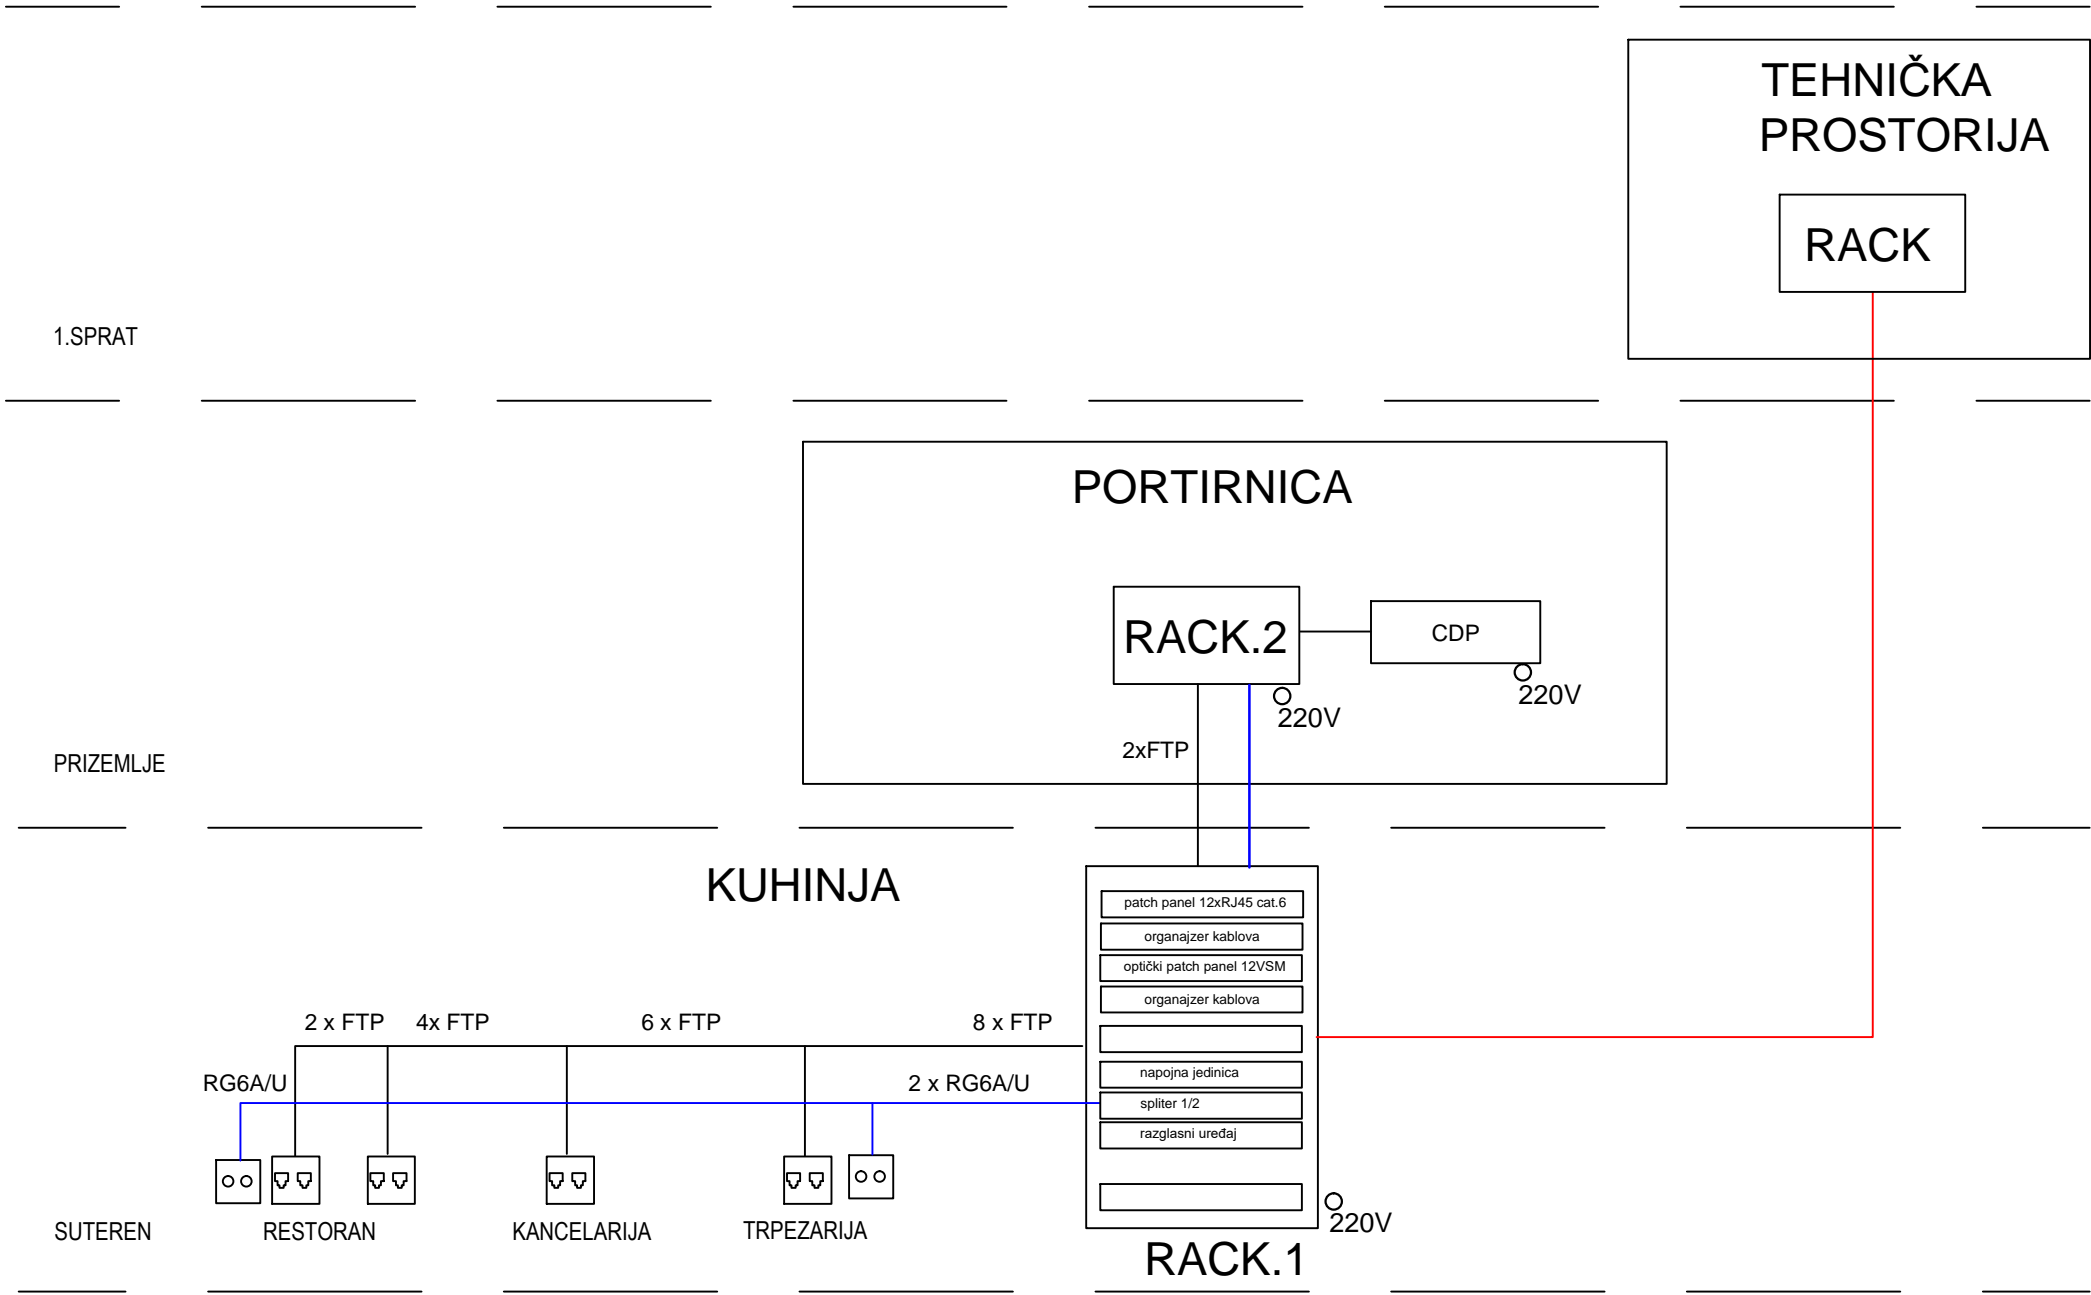 TEHNIČKA
PROSTORIJA
RACK
1.SPRAT
PORTIRNICA
RACK.2
CDP
220V
220V
2xFTP
PRIZEMLJE
KUHINJA
patch panel 12xRJ45 cat.6
organajzer kablova
optički patch panel 12VSM
organajzer kablova
2 x FTP
4x FTP
6 x FTP
8 x FTP
napojna jedinica
RG6A/U
2 x RG6A/U
spliter 1/2
razglasni uređaj
220V
SUTEREN
RESTORAN
KANCELARIJA
TRPEZARIJA
RACK.1